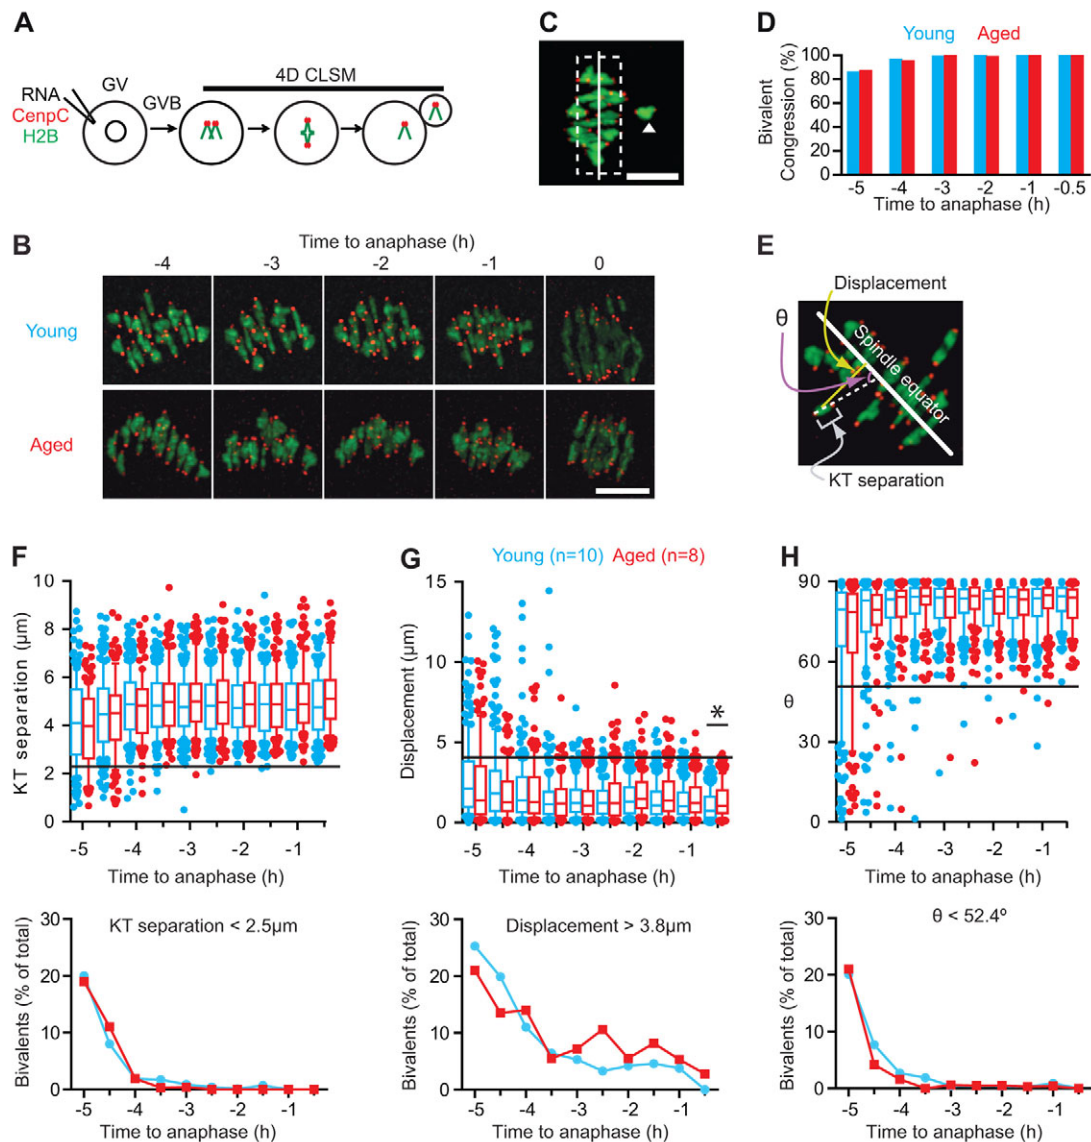 A
RNA
CenpC
H2B
GV
GVB
4D CLSM
C
D
Young Aged
Bivalent
Congression (%)
100
80
60
40
20
0
-5 -4 -3 -2 -1 -0.5
Time to anaphase (h)
B
Time to anaphase (h)
-4 -3 -2 -1 0
Young
Aged
E
Displacement
θ
Spindle equator
KT separation
F
KT separation (µm)
10
8
6
4
2
0
-5 -4 -3 -2 -1
Time to anaphase (h)
G
Young (n=10) Aged (n=8)
Displacement (µm)
15
10
5
0
*
-5 -4 -3 -2 -1
Time to anaphase (h)
H
θ
90
60
30
0
-5 -4 -3 -2 -1
Time to anaphase (h)
Bivalents (% of total)
30
20
10
0
KT separation < 2.5µm
-5 -4 -3 -2 -1
Time to anaphase (h)
Bivalents (% of total)
30
20
10
0
Displacement > 3.8µm
-5 -4 -3 -2 -1
Time to anaphase (h)
Bivalents (% of total)
30
20
10
0
θ < 52.4º
-5 -4 -3 -2 -1
Time to anaphase (h)